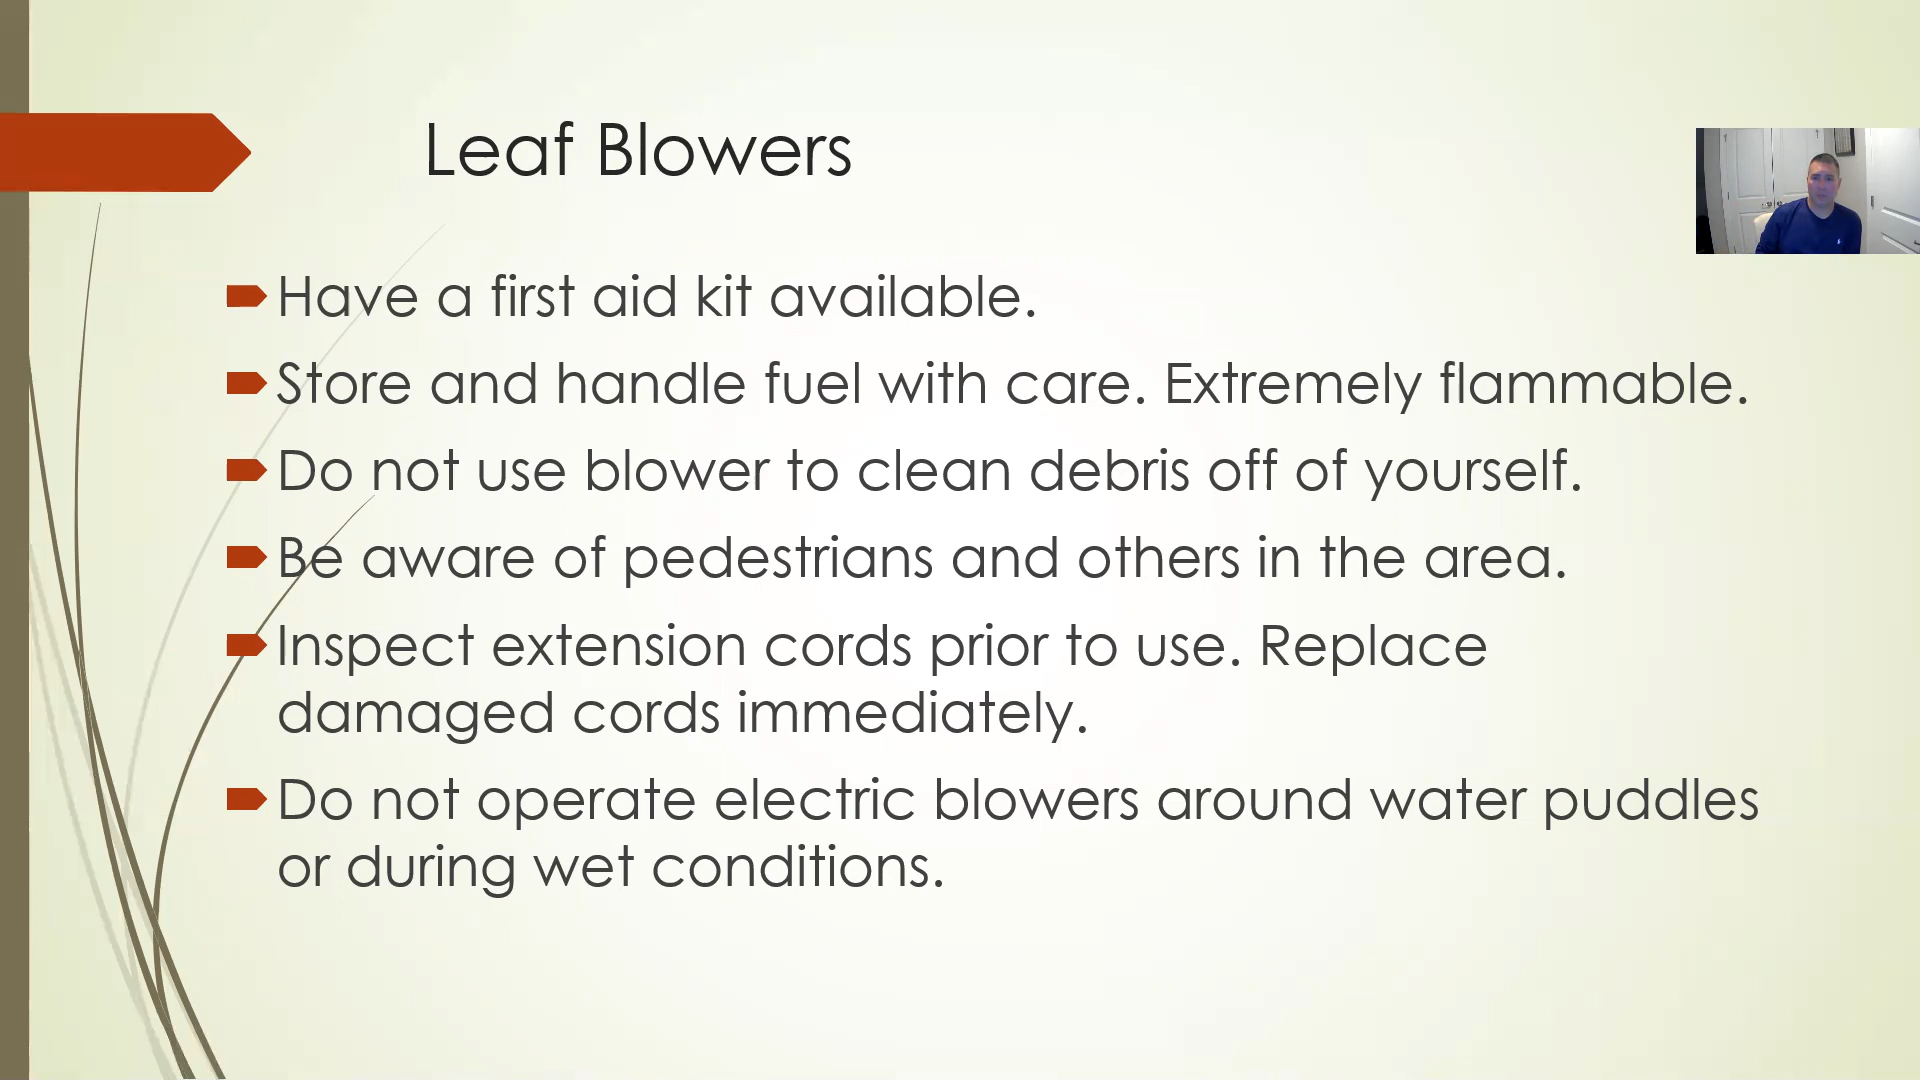 Leaf Blowers
Have a first aid kit available.
Store and handle fuel with care. Extremely flammable.
Do not use blower to clean debris off of yourself.
Be aware of pedestrians and others in the area.
Inspect extension cords prior to use. Replace
damaged cords immediately.
Do not operate electric blowers around water puddles
or during wet conditions.